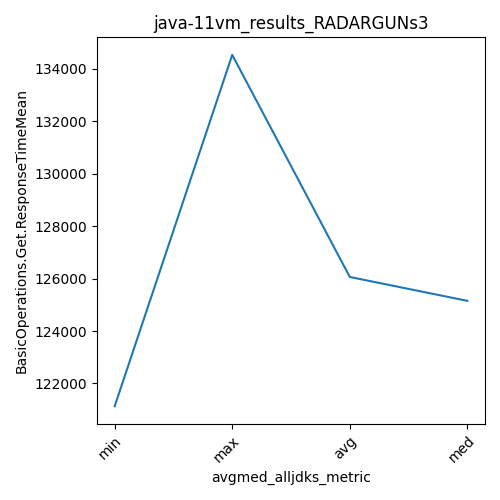 java-11vm_results_RADARGUNs3
BasicOperations.Get.ResponseTimeMean
134000
132000
130000
128000
126000
124000
122000
min
max
avg
med
avgmed_alljdks_metric